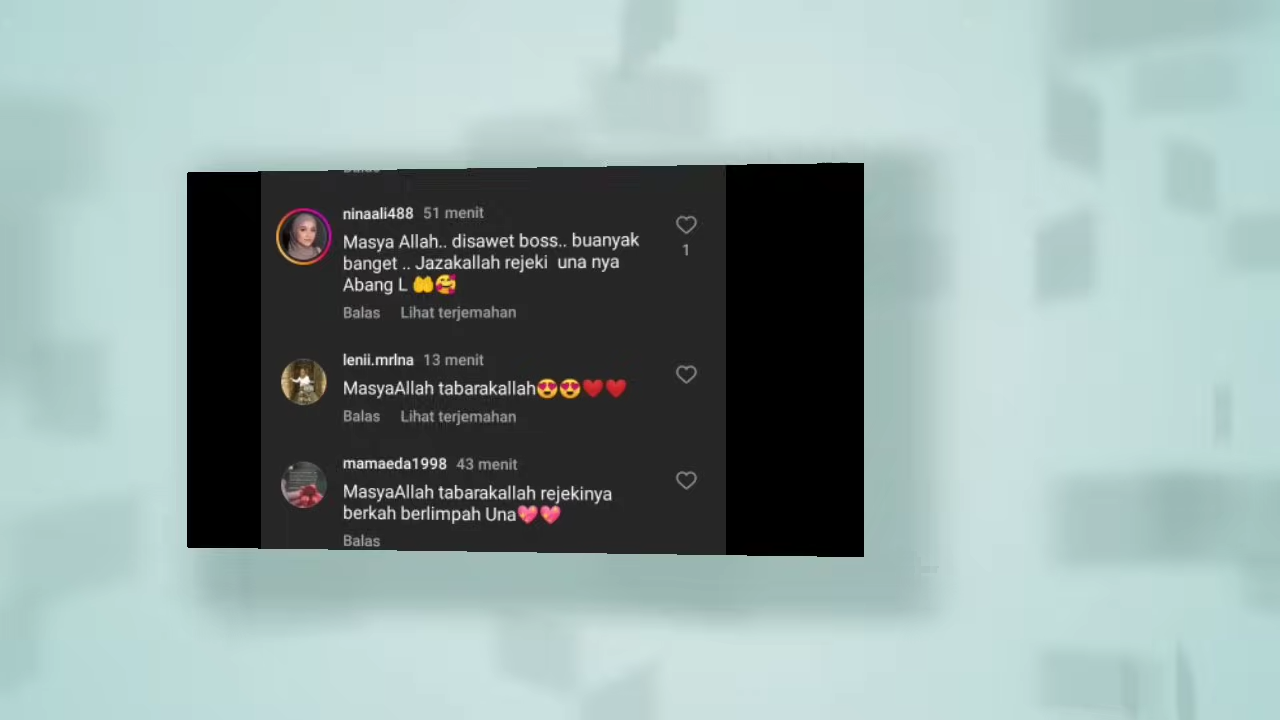 Balas
ninaali488 51 menit
Masya Allah.. disawet boss.. buanyak
banget .. Jazakallah rejeki una nya
Abang L 🤲🥰
1
Balas Lihat terjemahan
lenii.mrlna 13 menit
MasyaAllah tabarakallah😍😍❤️❤️
Balas Lihat terjemahan
mamaeda1998 43 menit
MasyaAllah tabarakallah rejekinya
berkah berlimpah Una💖💖
Balas